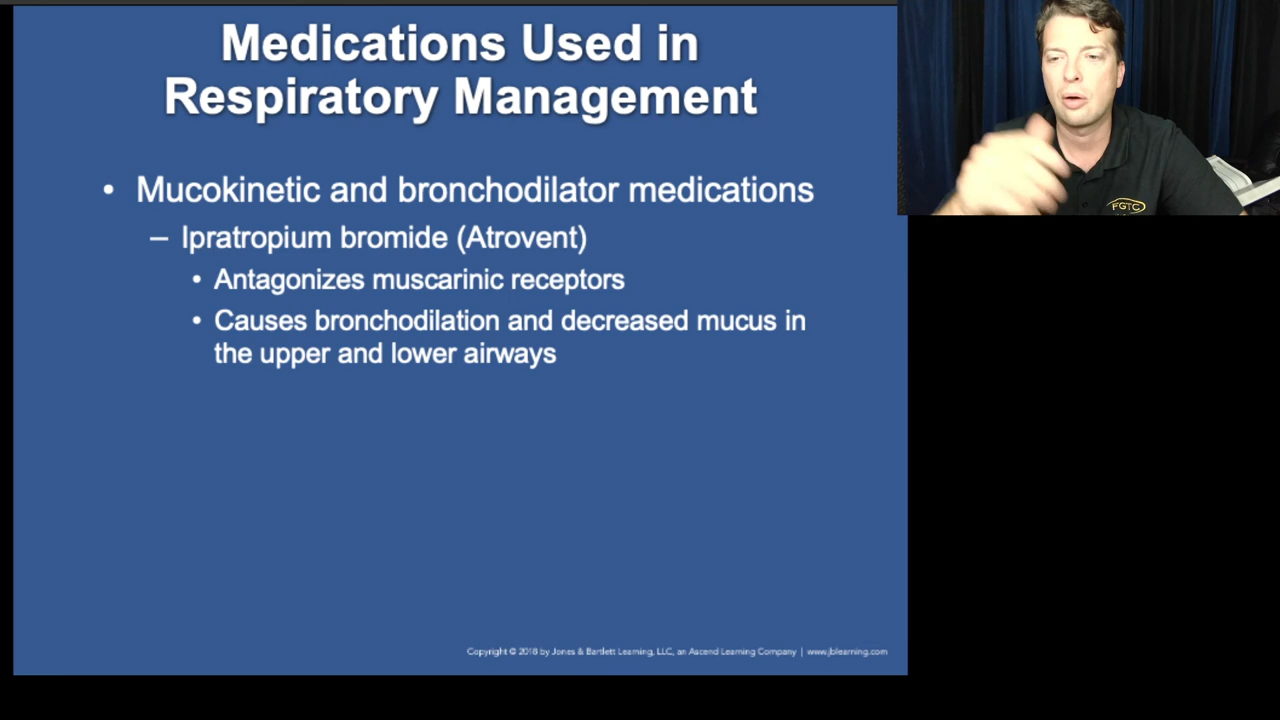 Medications Used in
Respiratory Management
• Mucokinetic and bronchodilator medications
– Ipratropium bromide (Atrovent)
• Antagonizes muscarinic receptors
• Causes bronchodilation and decreased mucus in
the upper and lower airways
Copyright © 2018 by Jones & Bartlett Learning, LLC, an Ascend Learning Company | www.jblearning.com
FGTC